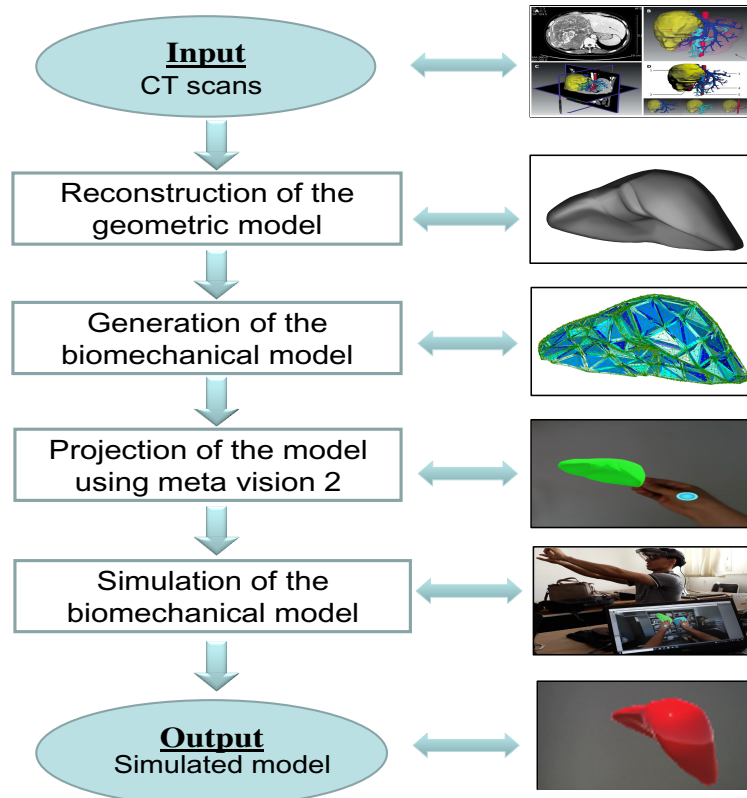 Input
CT scans
A
B
C
D
Reconstruction of the
geometric model
Generation of the
biomechanical model
Projection of the model
using meta vision 2
Simulation of the
biomechanical model
Output
Simulated model